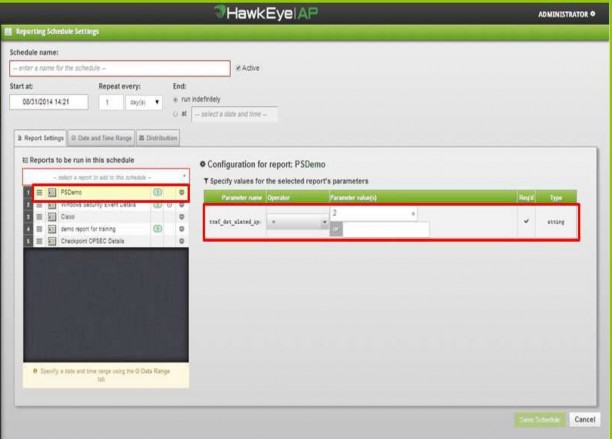 HawkEye|AP
ADMINISTRATOR
Reporting Schedule Settings
Schedule name:
-- enter a name for the schedule --
Active
Start at:
Repeat every:
End:
08/31/2014 14:21
1
day(s)
run indefinitely
at
-- select a date and time --
Report Settings
Date and Time Range
Distribution
Reports to be run in this schedule
-- select a report to add to this schedule --
1 PSDemo
2 Windows Security Event Details
3 Cisco
4 demo report for training
5 Checkpoint OPSEC Details
Specify a date and time range using the Data Range tab
Configuration for report: PSDemo
Specify values for the selected report's parameters
Parameter name
Operator
Parameter value(s)
Req'd
Type
=
2
or
string
Save Schedule
Cancel